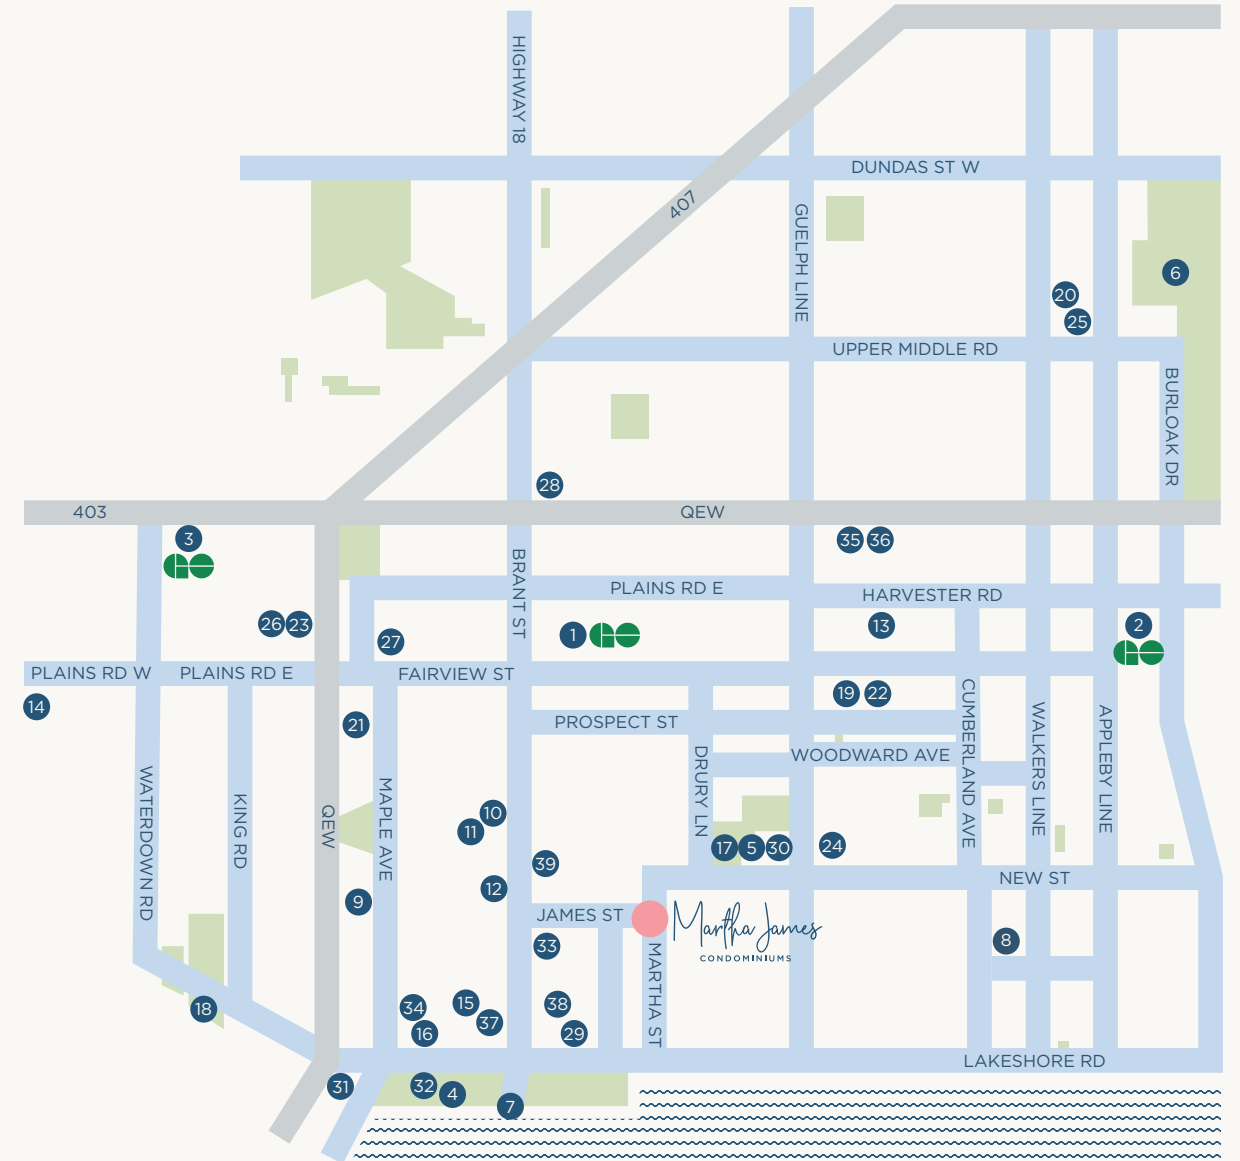 HIGHWAY 18
DUNDAS ST W
407
GUELPH LINE
6
20
25
UPPER MIDDLE RD
BURLOAK DR
28
403
QEW
3
35
36
BRANT ST
PLAINS RD E
HARVESTER RD
26
23
27
1
13
2
PLAINS RD W
PLAINS RD E
FAIRVIEW ST
14
19
22
21
PROSPECT ST
CUMBERLAND AVE
WALKERS LINE
APPLEBY LINE
DRURY LN
WOODWARD AVE
WATERDOWN RD
KING RD
QEW
MAPLE AVE
10
11
17
5
30
24
39
12
NEW ST
9
JAMES ST
Martha James
CONDOMINIUMS
33
8
MARTHA ST
18
34
15
38
16
37
29
LAKESHORE RD
31
32
4
7